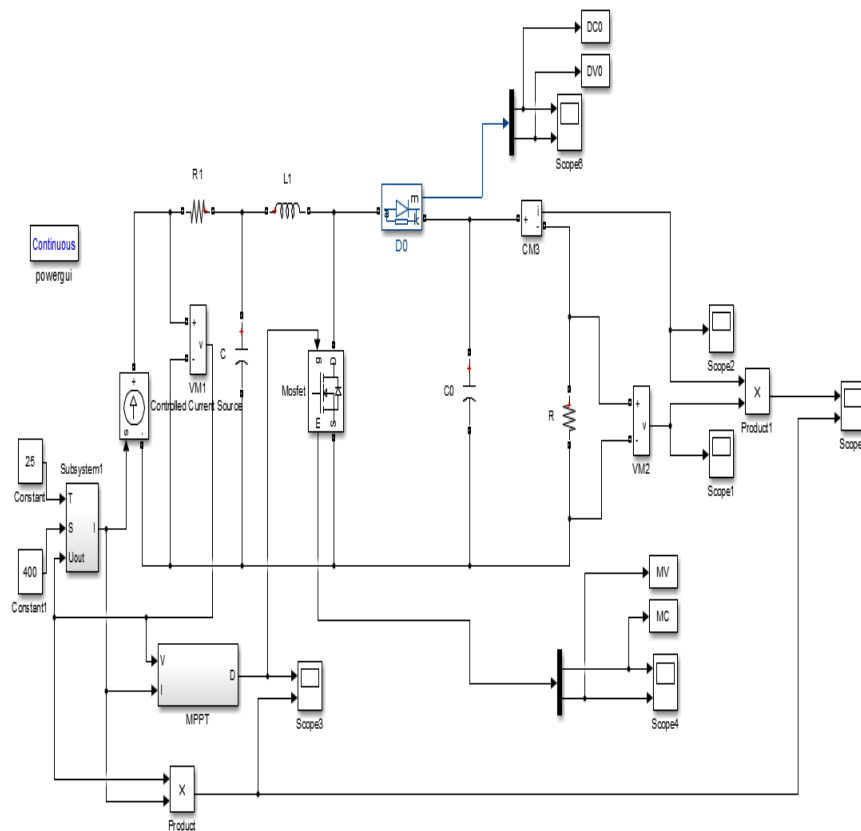 DC0
DV0
Scope6
m
a
k
D0
R1
L1
+
i
-
CM3
Continuous
powergui
+
v
-
VM1
+
C
g
D
m
S
Mosfet
+
C0
+
s
-
Controlled Current Source
+
R
+
v
-
VM2
Scope2
X
Product1
Scope
Scope1
25
Constant
Subsystem1
T
S
Uout
I
400
Constant1
MV
MC
Scope4
V
I
D
MPPT
Scope3
X
Product